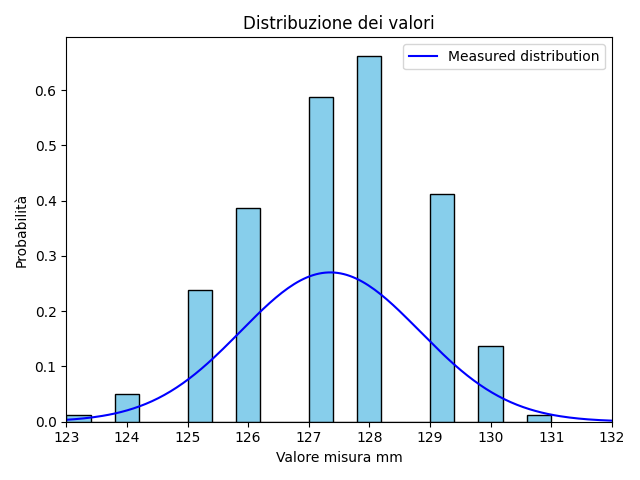 Distribuzione dei valori
Measured distribution
Probabilità
0.6
0.5
0.4
0.3
0.2
0.1
0.0
123 124 125 126 127 128 129 130 131 132
Valore misura mm